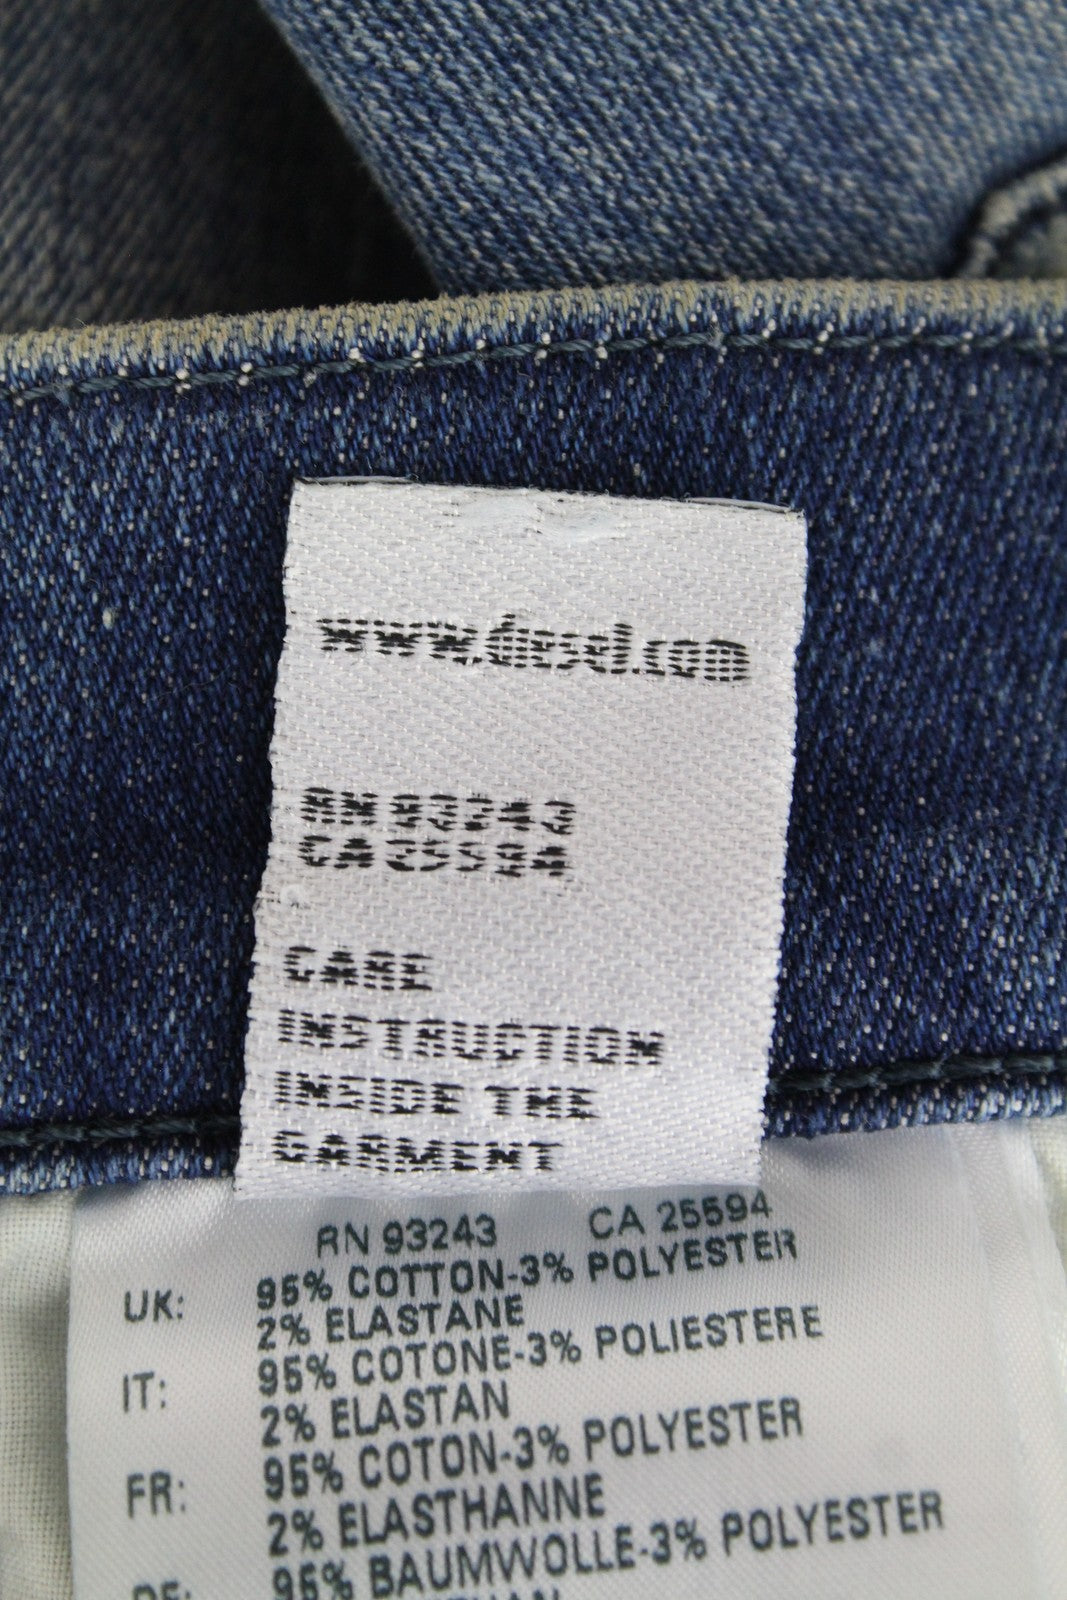 www.diesel.com
RN 93243
CA 25594
CARE
INSTRUCTION
INSIDE THE
GARMENT
RN 93243 CA 25594
UK: 95% COTTON-3% POLYESTER
2% ELASTANE
IT: 95% COTONE-3% POLIESTERE
2% ELASTAN
FR: 95% COTON-3% POLYESTER
2% ELASTHANNE
DE: 95% BAUMWOLLE-3% POLYESTER